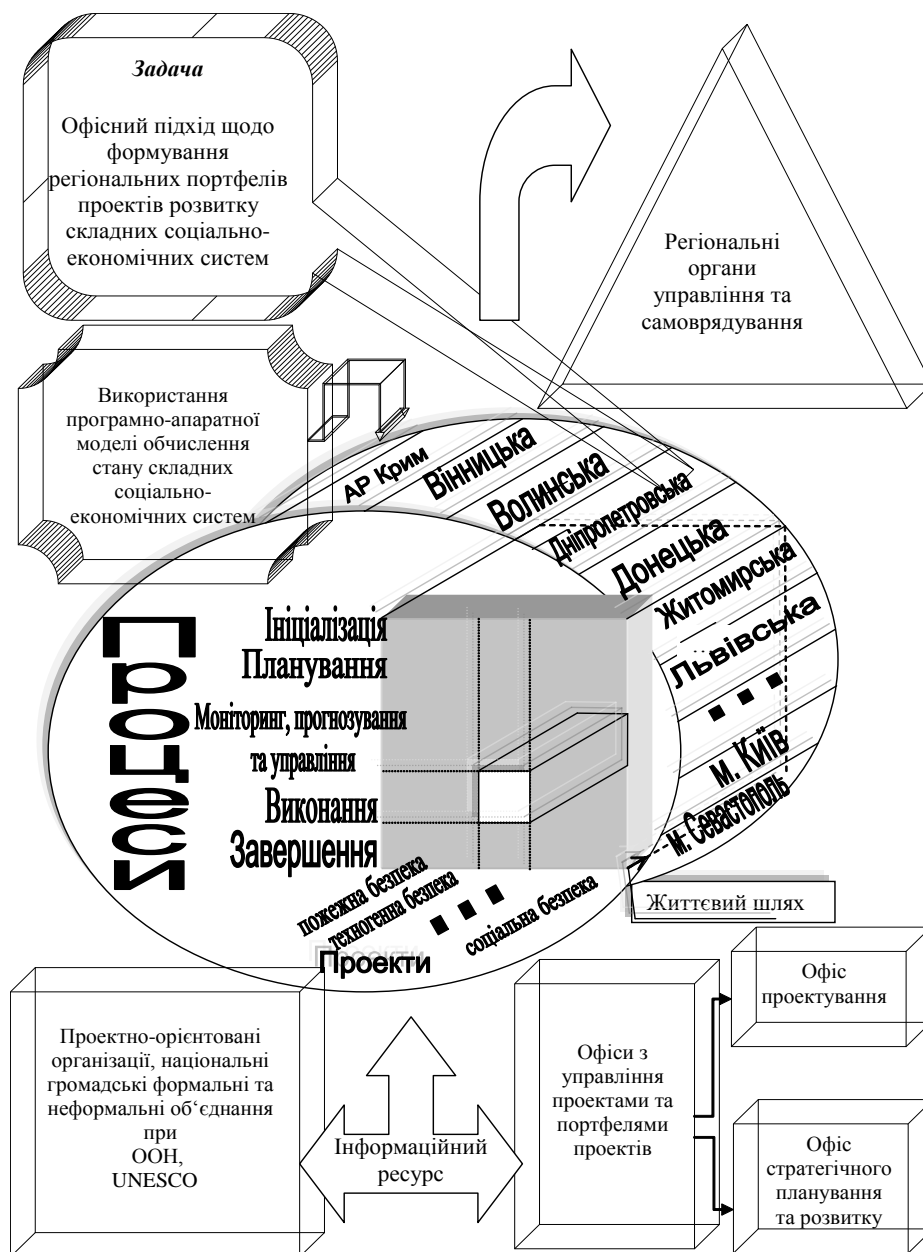 Задача
Офісний підхід щодо
формування
регіональних портфелів
проектів розвитку
складних соціально-
економічних систем
Регіональні
органи
управління та
самоврядування
Використання
програмно-апаратної
моделі обчислення
стану складних
соціально-
економічних систем
АР Крим
Вінницька
Волинська
Дніпропетровська
Донецька
Житомирська
Львівська
м. Київ
м. Севастополь
Процеси
Ініціалізація
Планування
Моніторинг, прогнозування
та управління
Виконання
Завершення
пожежна безпека
техногенна безпека
соціальна безпека
Проекти
Життєвий шлях
Проектно-орієнтовані
організації, національні
громадські формальні та
неформальні об‘єднання
при
ООН,
UNESCO
Інформаційний
ресурс
Офіси з
управління
проектами та
портфелями
проектів
Офіс
проектування
Офіс
стратегічного
планування
та розвитку